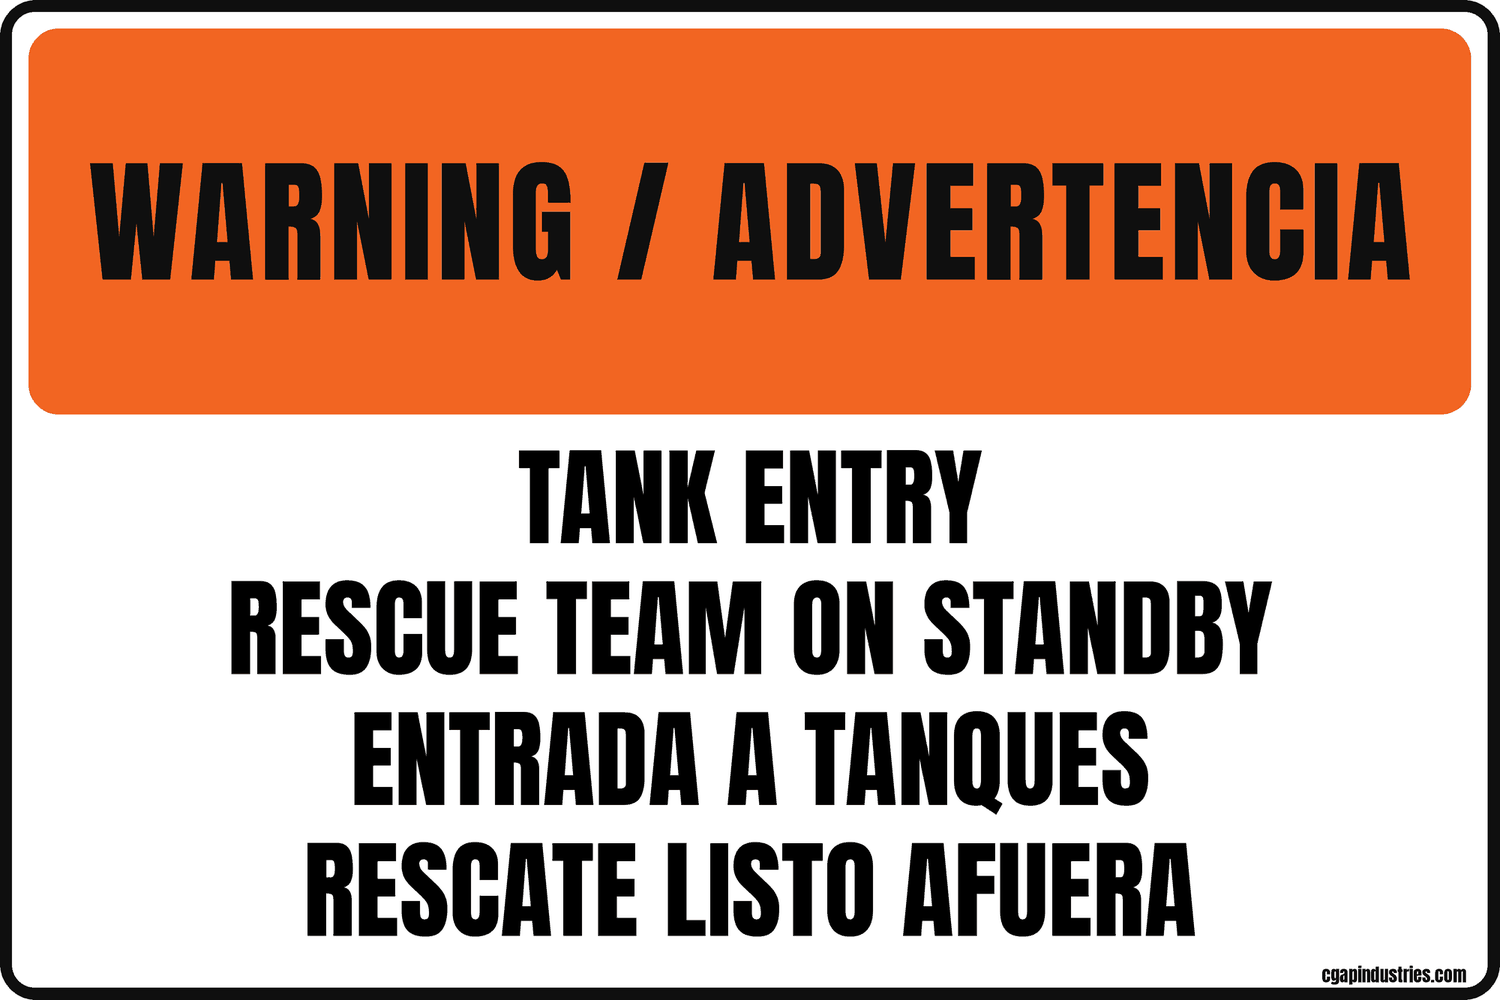 WARNING / ADVERTENCIA
TANK ENTRY
RESCUE TEAM ON STANDBY
ENTRADA A TANQUES
RESCATE LISTO AFUERA
cgapindustries.com